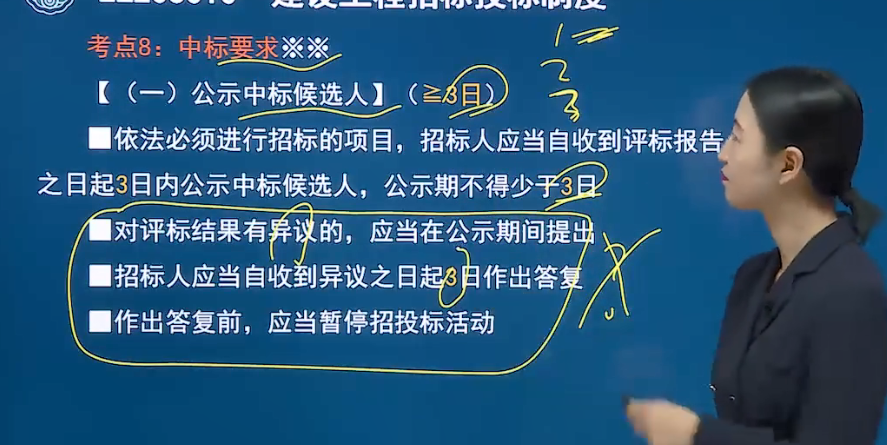 建设工程招标投标制度
考点8：中标要求※※
【（一）公示中标候选人】（≧3日）
■依法必须进行招标的项目，招标人应当自收到评标报告
之日起3日内公示中标候选人，公示期不得少于3日
■对评标结果有异议的，应当在公示期间提出
■招标人应当自收到异议之日起3日作出答复
■作出答复前，应当暂停招投标活动
1
2
3